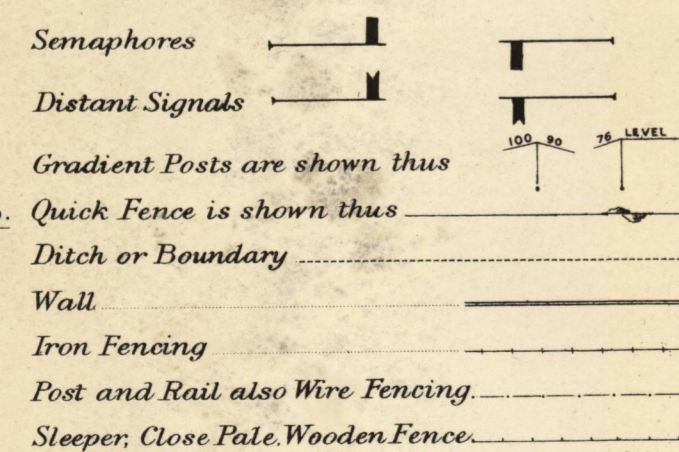 Semaphores
Distant Signals
100 90 76 LEVEL
Gradient Posts are shown thus
Quick Fence is shown thus
Ditch or Boundary
Wall
Iron Fencing
Post and Rail also Wire Fencing.
Sleeper, Close Pale, Wooden Fence.